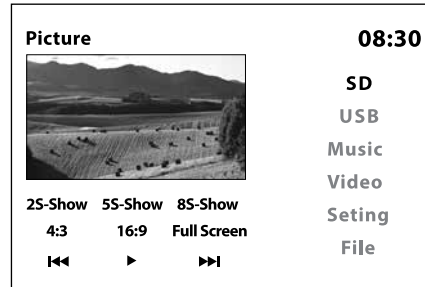 Picture
08:30
2S-Show 5S-Show 8S-Show
4:3 16:9 Full Screen
SD
USB
Music
Video
Seting
File